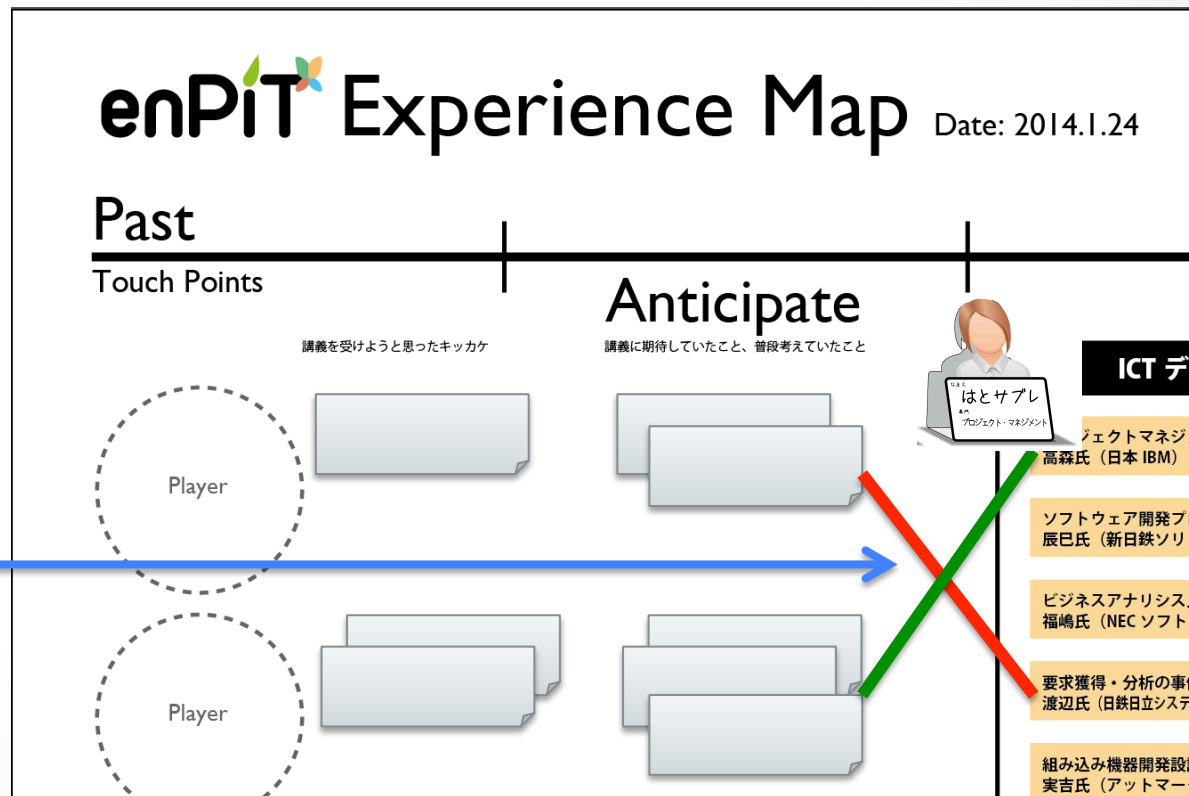 enPiT Experience Map Date: 2014.1.24
Past
Touch Points
Anticipate
講義を受けようと思ったキッカケ
講義に期待していたこと、普段考えていたこと
なまえ
はとサブレ
専門
プロジェクト・マネジメント
ICT デ
ジェクトマネジ
高森氏（日本 IBM）
ソフトウェア開発プ
辰巳氏（新日鉄ソリ
ビジネスアナリシス
福嶋氏（NEC ソフト
要求獲得・分析の事
渡辺氏（日鉄日立システ
組み込み機器開発設
実吉氏（アットマー
Player
Player